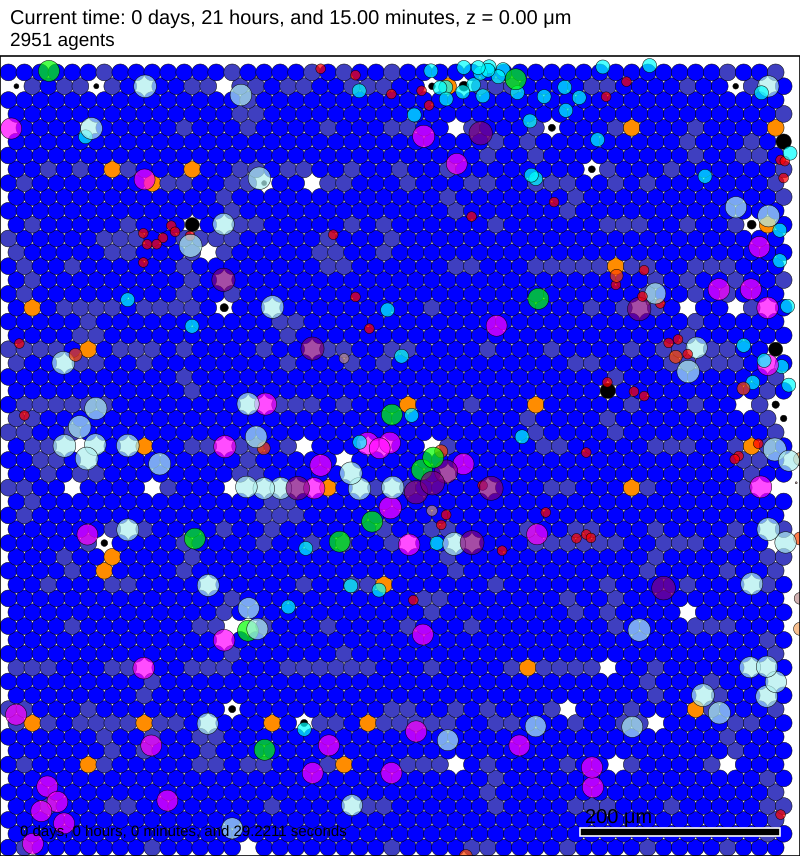 Current time: 0 days, 21 hours, and 15.00 minutes, z = 0.00 μm
2951 agents
200 μm
0 days, 0 hours, 0 minutes, and 29.2211 seconds